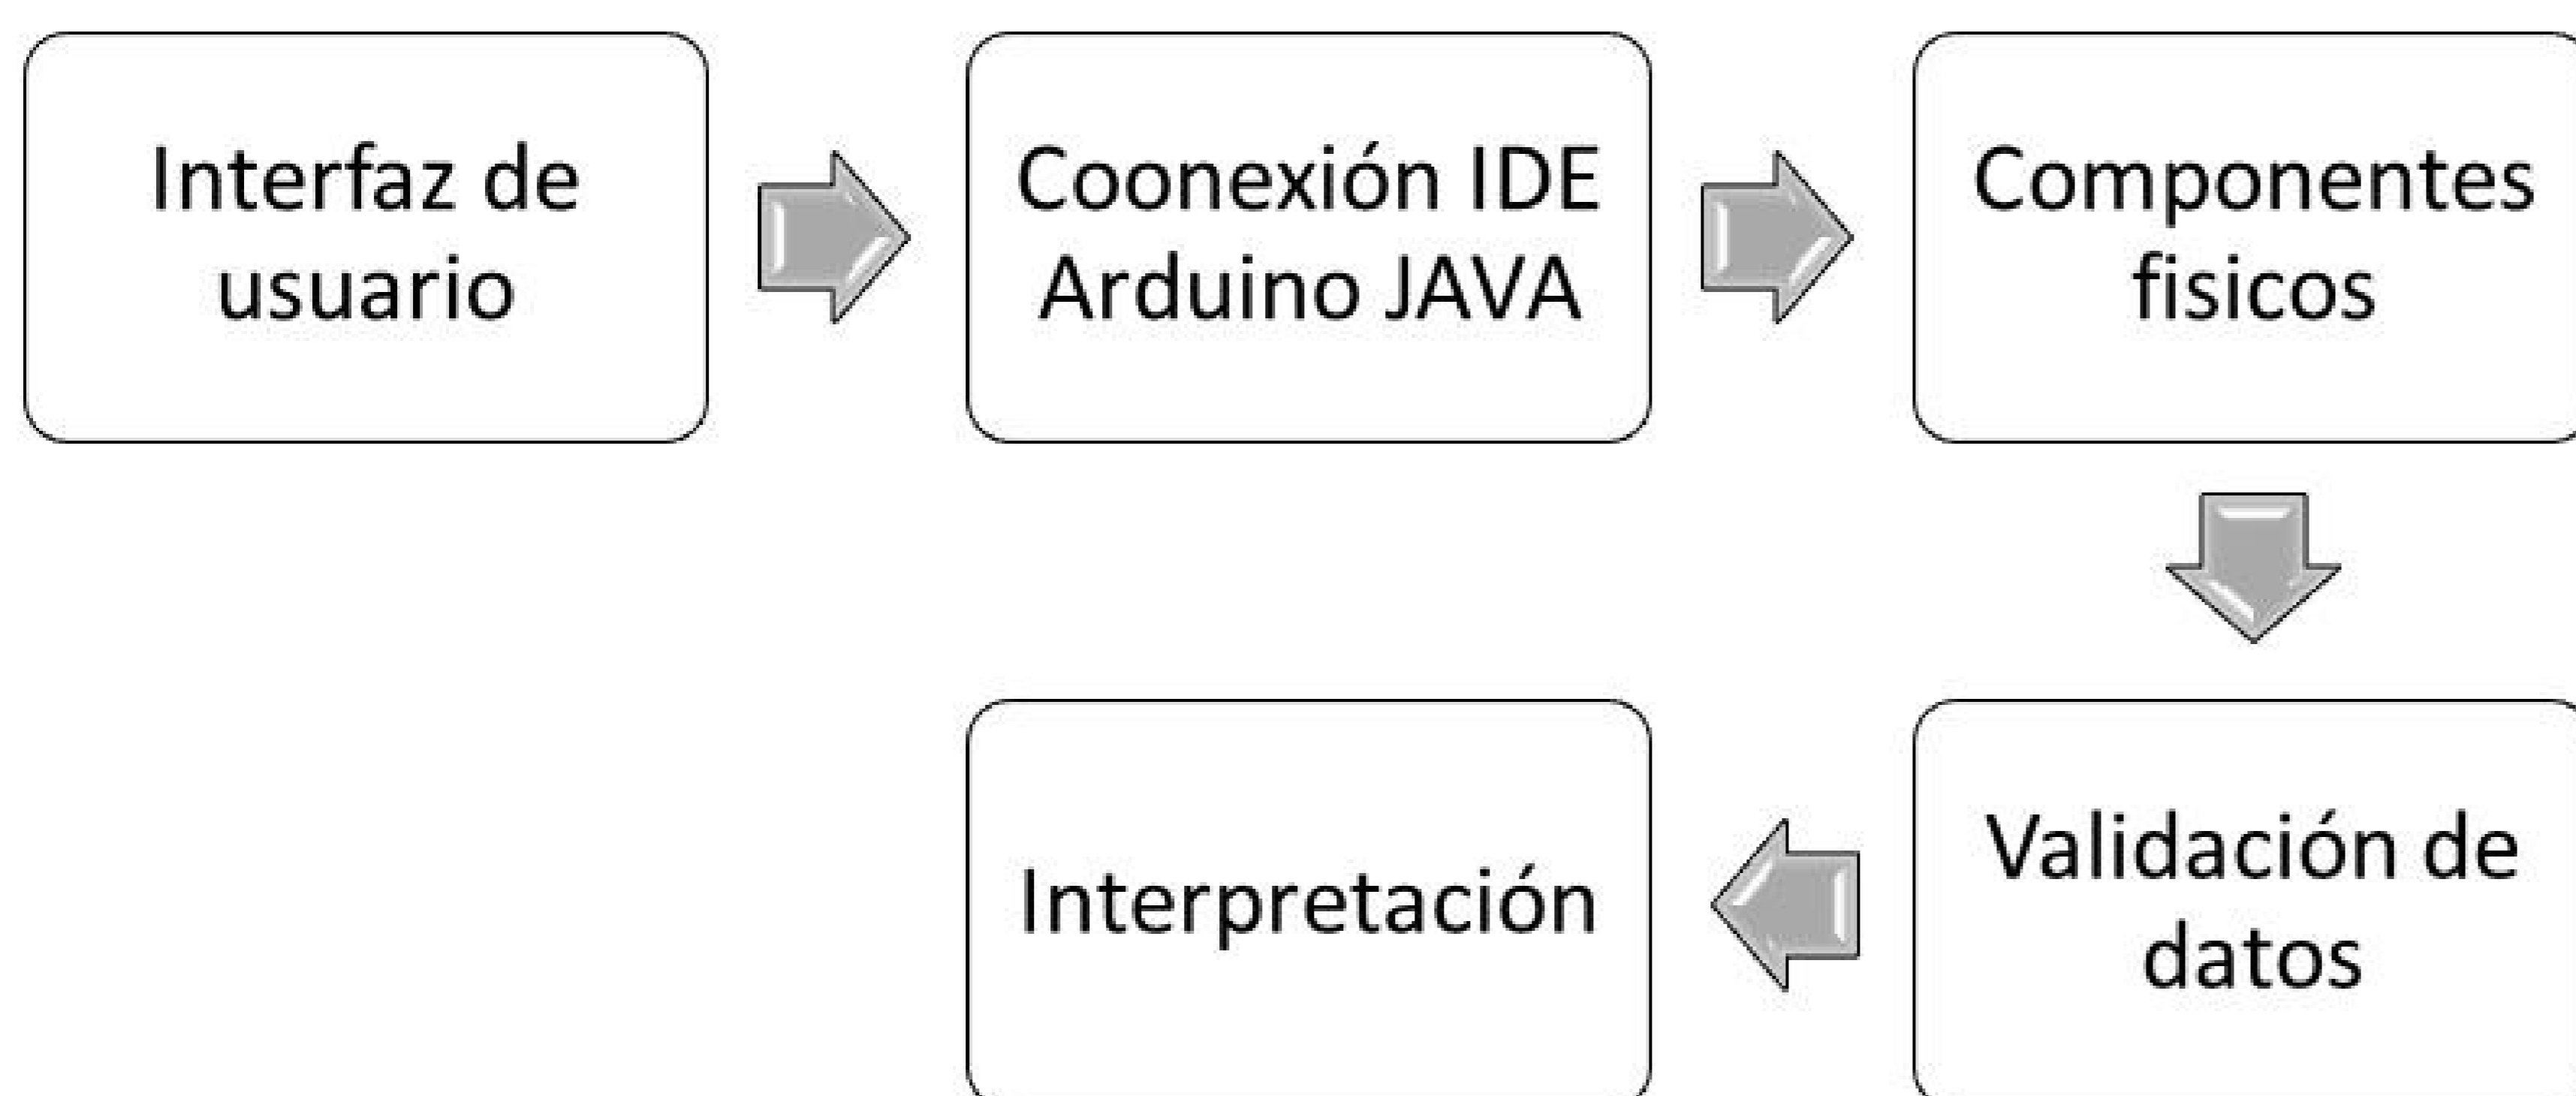 Interfaz de
usuario
Coonexión IDE
Arduino JAVA
Componentes
fisicos
Validación de
datos
Interpretación